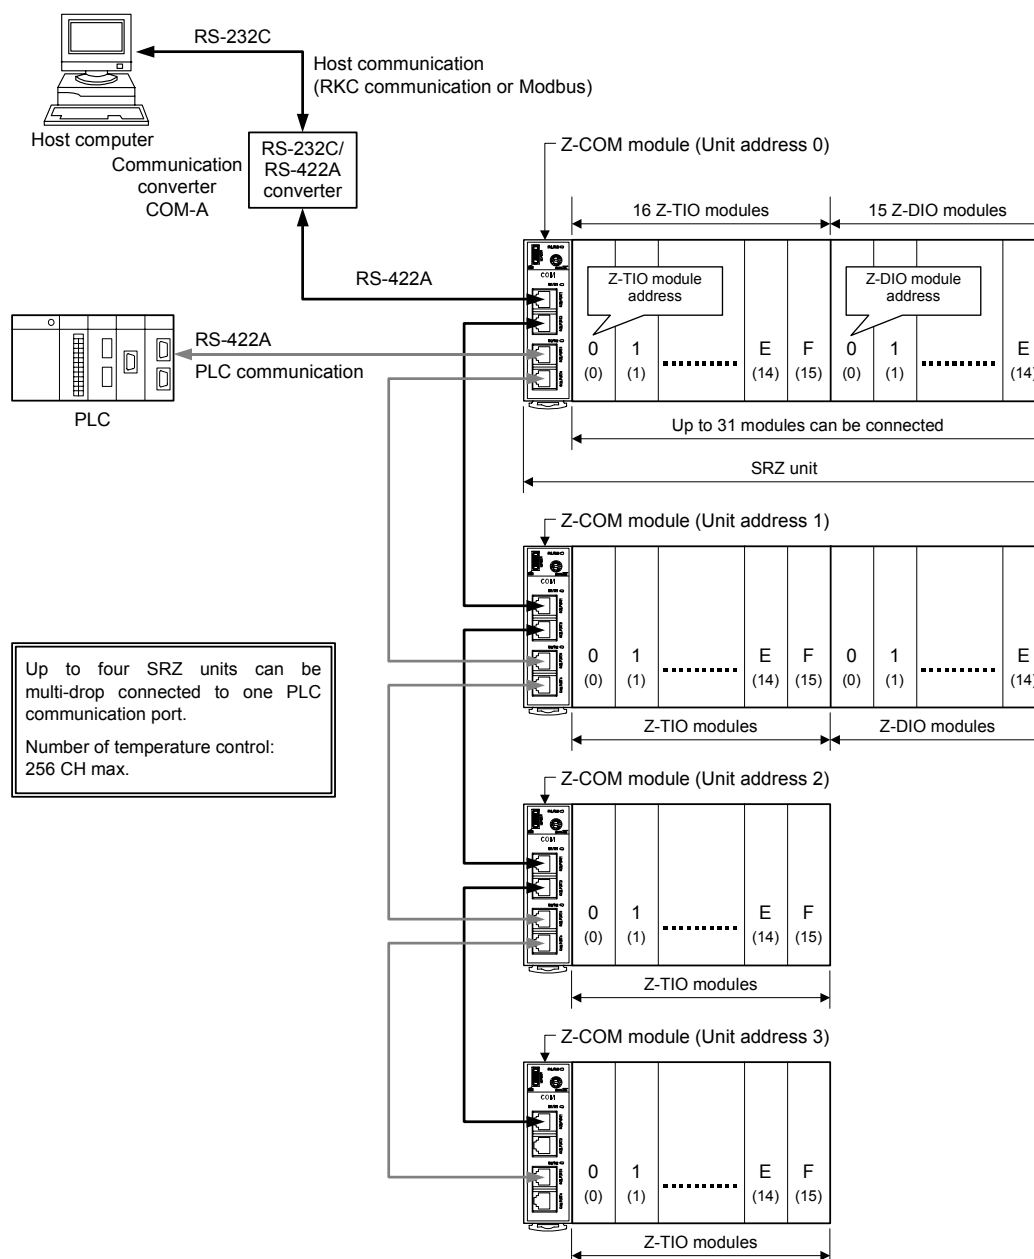 RS-232C
Host communication
(RKC communication or Modbus)
Host computer
Communication
converter
COM-A
RS-232C/
RS-422A
converter
RS-422A
RS-422A
PLC communication
PLC
Z-COM module (Unit address 0)
16 Z-TIO modules
15 Z-DIO modules
COM
Z-TIO module
address
Z-DIO module
address
0 1 E F 0 1 E
(0) (1) (14) (15) (0) (1) (14)
Up to 31 modules can be connected
SRZ unit
Z-COM module (Unit address 1)
COM
0 1 E F 0 1 E
(0) (1) (14) (15) (0) (1) (14)
Z-TIO modules
Z-DIO modules
Up to four SRZ units can be
multi-drop connected to one PLC
communication port.
Number of temperature control:
256 CH max.
Z-COM module (Unit address 2)
COM
0 1 E F
(0) (1) (14) (15)
Z-TIO modules
Z-COM module (Unit address 3)
COM
0 1 E F
(0) (1) (14) (15)
Z-TIO modules